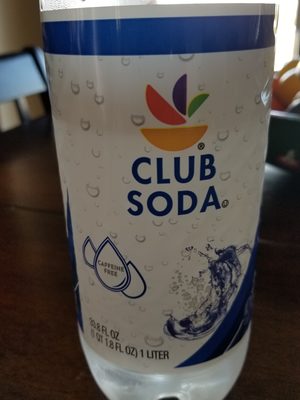 CLUB
SODA
CAFFEINE
FREE
33.8 FL OZ
(1 QT 1.8 FL OZ) 1 LITER